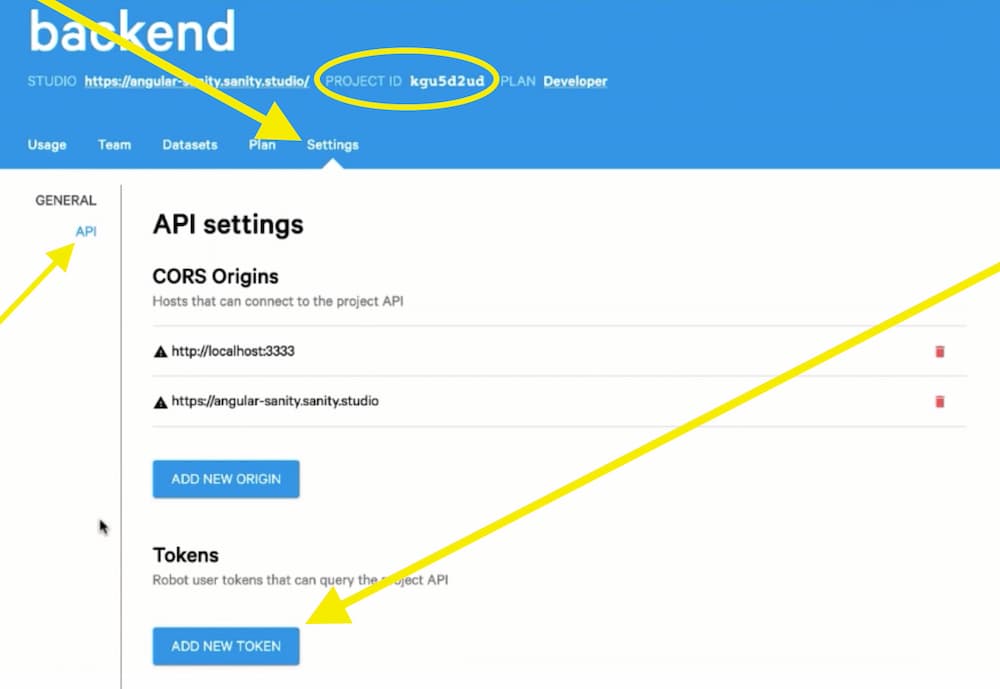 backend
STUDIO https://angular-sanity.sanity.studio/ PROJECT ID kgu5d2ud PLAN Developer
Usage Team Datasets Plan Settings
GENERAL
API
API settings
CORS Origins
Hosts that can connect to the project API
http://localhost:3333
https://angular-sanity.sanity.studio
ADD NEW ORIGIN
Tokens
Robot user tokens that can query the project API
ADD NEW TOKEN